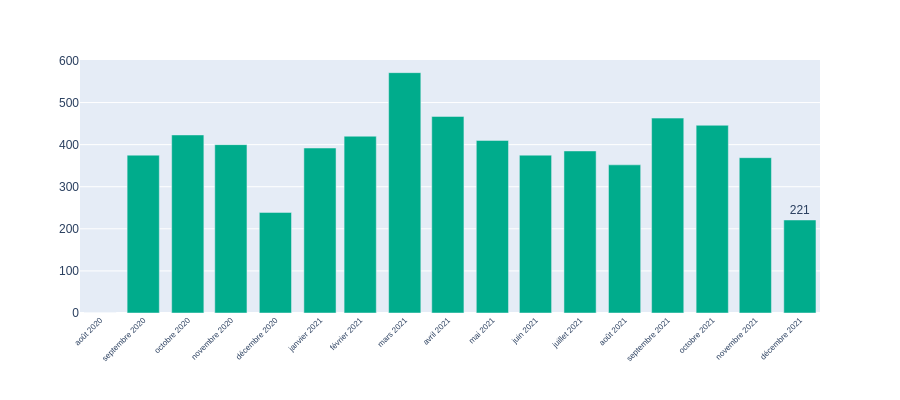 600
500
400
300
200
100
0
221
août 2020
septembre 2020
octobre 2020
novembre 2020
décembre 2020
janvier 2021
février 2021
mars 2021
avril 2021
mai 2021
juin 2021
juillet 2021
août 2021
septembre 2021
octobre 2021
novembre 2021
décembre 2021